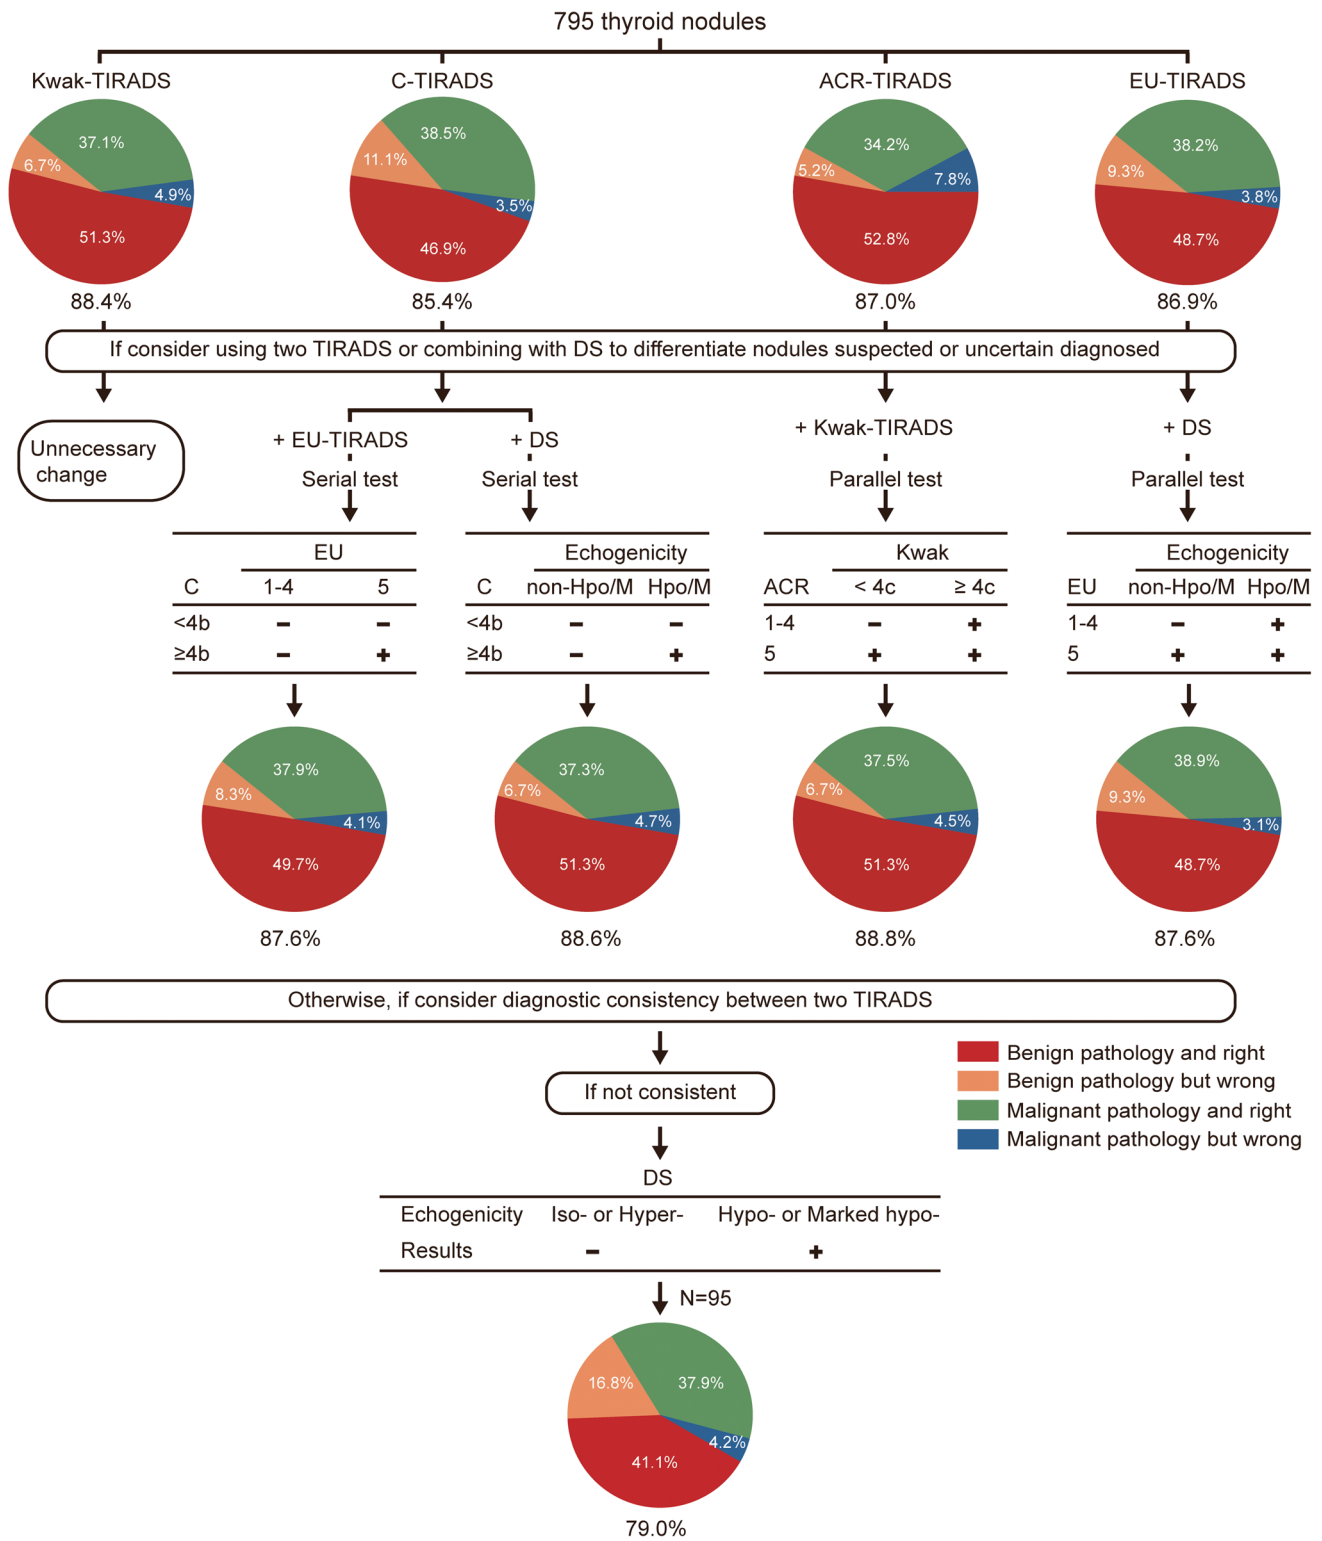 795 thyroid nodules
Kwak-TIRADS C-TIRADS ACR-TIRADS EU-TIRADS
37.1% 6.7% 4.9% 51.3%
38.5% 11.1% 3.5% 46.9%
34.2% 5.2% 7.8% 52.8%
38.2% 9.3% 3.8% 48.7%
88.4% 85.4% 87.0% 86.9%
If consider using two TIRADS or combining with DS to differentiate nodules suspected or uncertain diagnosed
Unnecessary
change
+ EU-TIRADS + DS + Kwak-TIRADS + DS
Serial test Serial test Parallel test Parallel test
EU
C 1-4 5
<4b − −
≥4b − +
Echogenicity
C non-Hpo/M Hpo/M
<4b − −
≥4b − +
Kwak
ACR < 4c ≥ 4c
1-4 − +
5 + +
Echogenicity
EU non-Hpo/M Hpo/M
1-4 − +
5 + +
37.9% 8.3% 4.1% 49.7%
37.3% 6.7% 4.7% 51.3%
37.5% 6.7% 4.5% 51.3%
38.9% 9.3% 3.1% 48.7%
87.6% 88.6% 88.8% 87.6%
Otherwise, if consider diagnostic consistency between two TIRADS
If not consistent
Benign pathology and right
Benign pathology but wrong
Malignant pathology and right
Malignant pathology but wrong
DS
Echogenicity Iso- or Hyper- Hypo- or Marked hypo-
Results − +
N=95
16.8% 37.9%
4.2%
41.1%
79.0%